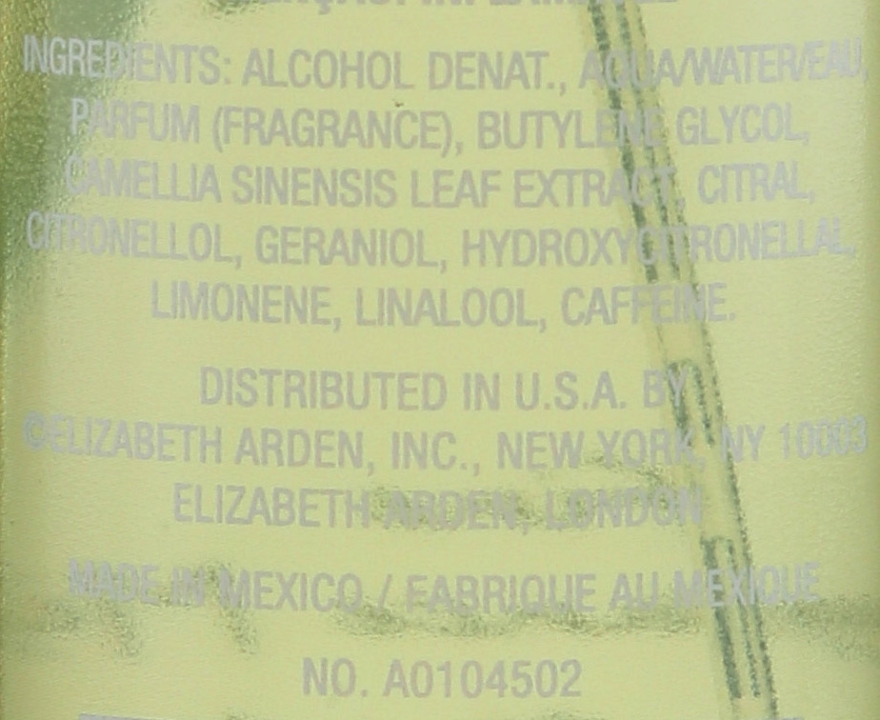 INGREDIENTS: ALCOHOL DENAT., AQUA/WATER/EAU,
PARFUM (FRAGRANCE), BUTYLENE GLYCOL,
CAMELLIA SINENSIS LEAF EXTRACT, CITRAL,
CITRONELLOL, GERANIOL, HYDROXYCITRONELLAL,
LIMONENE, LINALOOL, CAFFEINE.
DISTRIBUTED IN U.S.A. BY
©ELIZABETH ARDEN, INC., NEW YORK, NY 10003
ELIZABETH ARDEN, LONDON
MADE IN MEXICO / FABRIQUE AU MEXIQUE
NO. A0104502